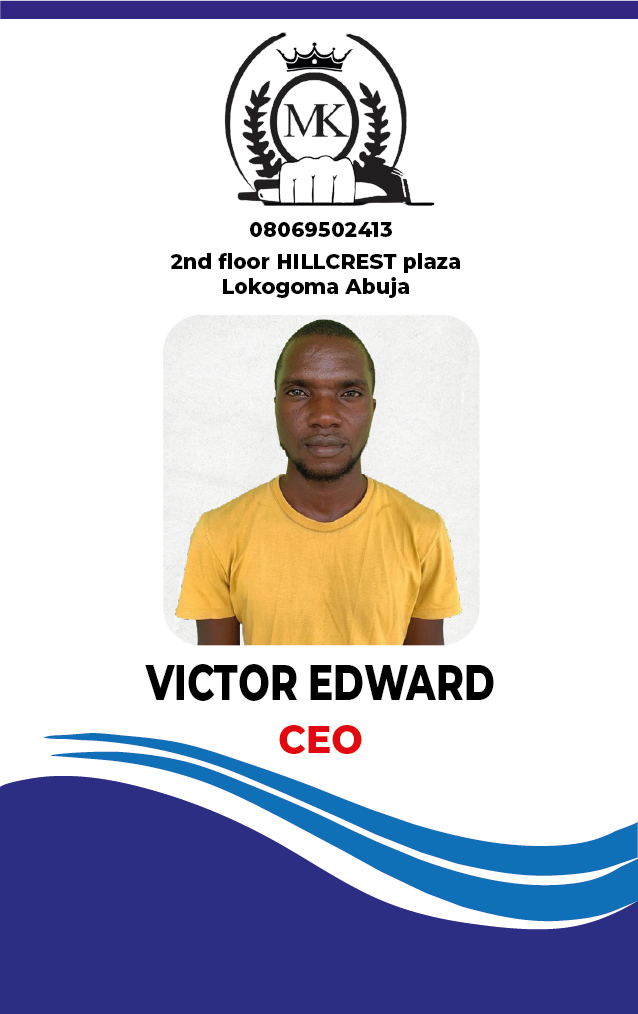 MK
08069502413
2nd floor HILLCREST plaza
Lokogoma Abuja
VICTOR EDWARD
CEO